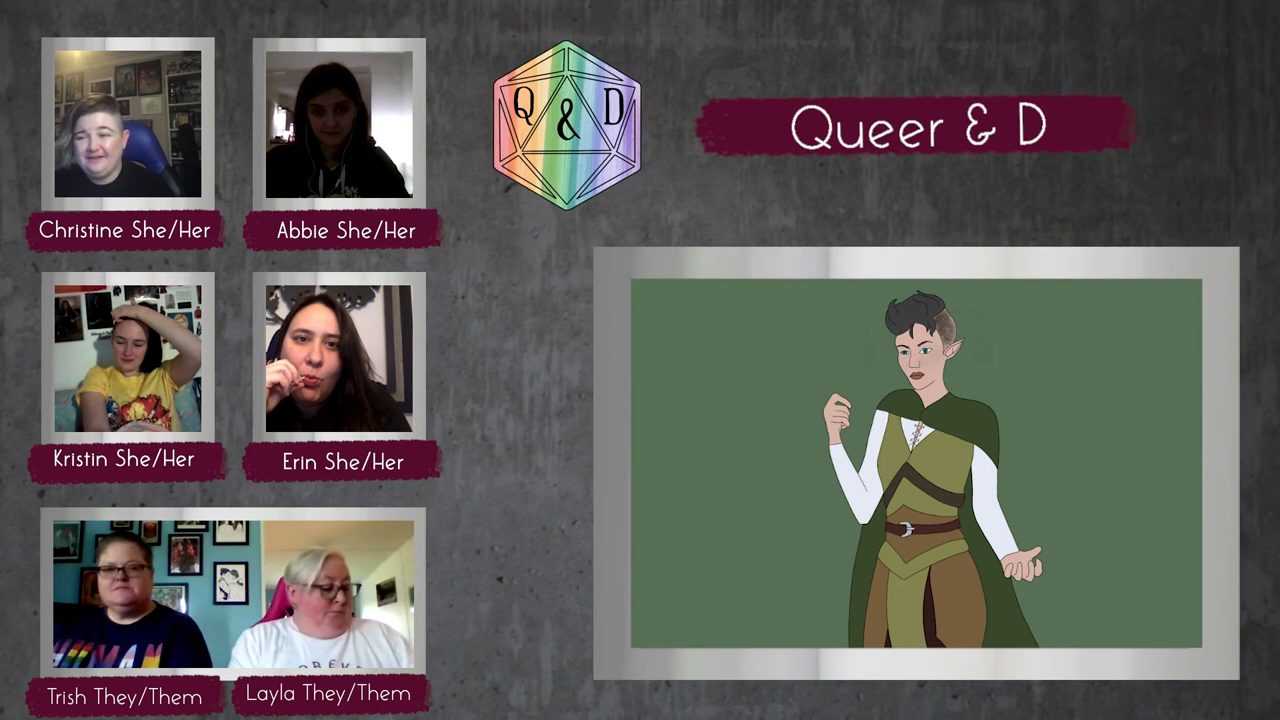 Q & D
Queer & D
Christine She/Her
Abbie She/Her
Kristin She/Her
Erin She/Her
HUMAN
Trish They/Them
Layla They/Them